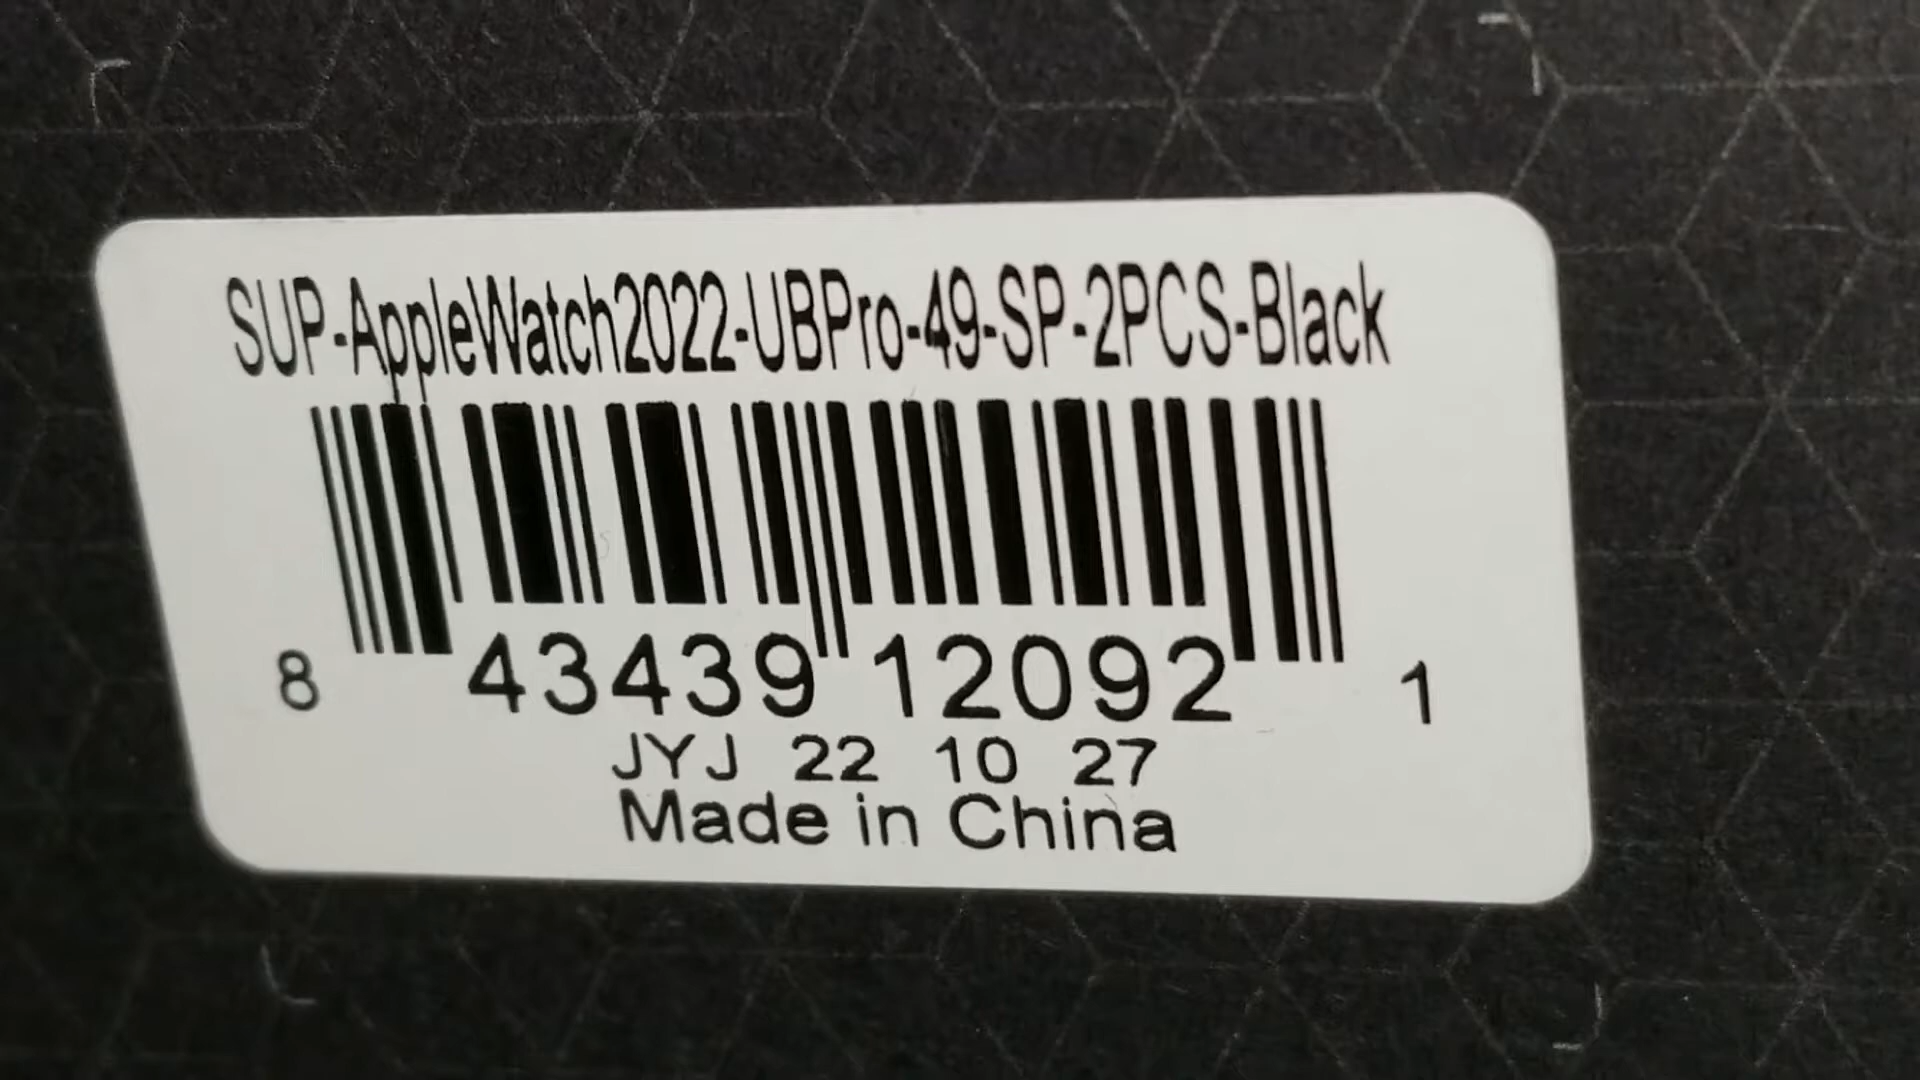 SUP-AppleWatch2022-UBPro-49-SP-2PCS-Black
8 43439 12092 1
JYJ 22 10 27
Made in China